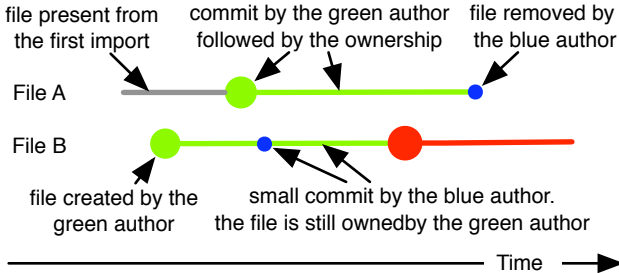 file present from
the first import
commit by the green author
followed by the ownership
file removed by
the blue author
File A
File B
file created by the
green author
small commit by the blue author.
the file is still ownedby the green author
Time